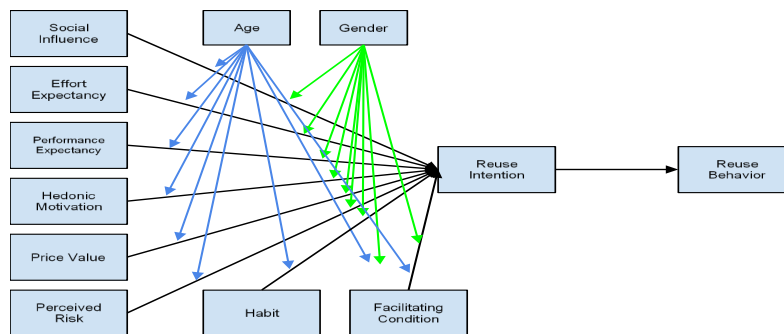 Social
Influence
Age
Gender
Effort
Expectancy
Performance
Expectancy
Reuse
Intention
Reuse
Behavior
Hedonic
Motivation
Price Value
Perceived
Risk
Habit
Facilitating
Condition